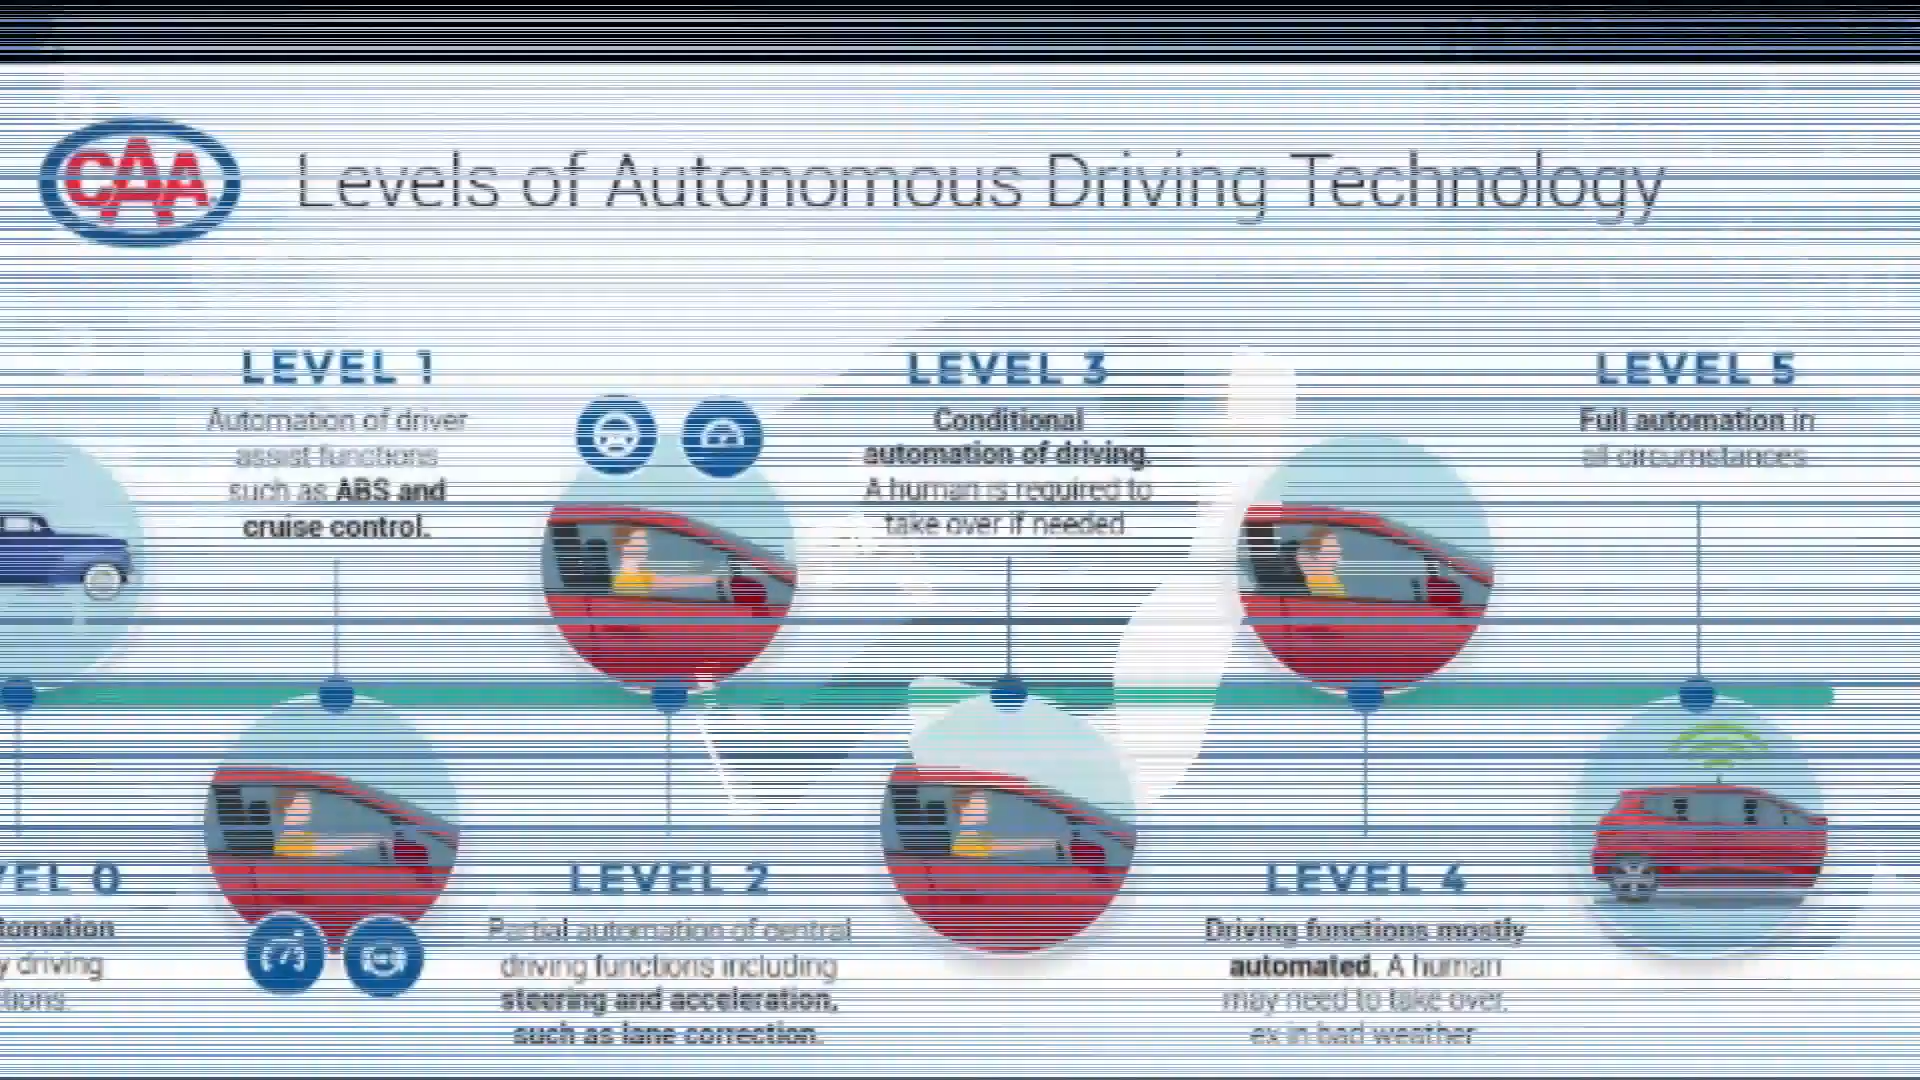 CAA
Levels of Autonomous Driving Technology
LEVEL 1
Automation of driver
assist functions
such as ABS and
cruise control.
LEVEL 3
Conditional
automation of driving.
A human is required to
take over if needed
LEVEL 5
Full automation in
all circumstances
VEL 0
tomation
y driving
tions.
LEVEL 2
Partial automation of central
driving functions including
steering and acceleration,
such as lane correction.
LEVEL 4
Driving functions mostly
automated. A human
may need to take over,
ex in bad weather